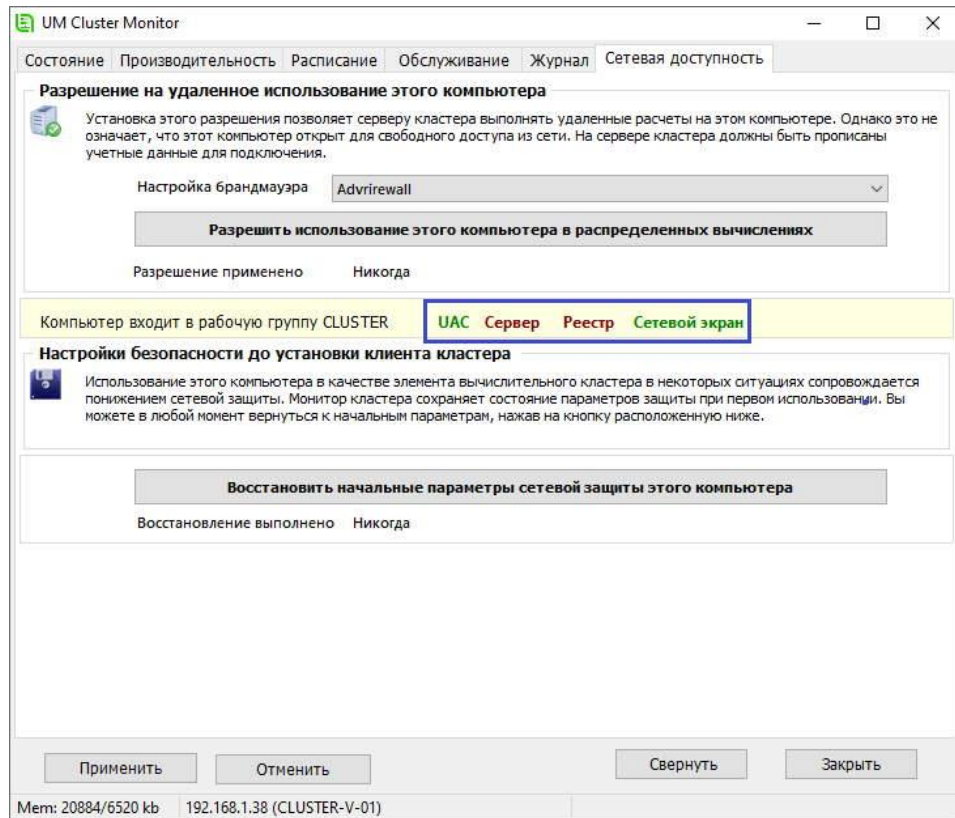 UM Cluster Monitor
Состояние Производительность Расписание Обслуживание Журнал Сетевая доступность
Разрешение на удаленное использование этого компьютера
Установка этого разрешения позволяет серверу кластера выполнять удаленные расчеты на этом компьютере. Однако это не
означает, что этот компьютер открыт для свободного доступа из сети. На сервере кластера должны быть прописаны
учетные данные для подключения.
Настройка брандмауэра Advrirewall
Разрешить использование этого компьютера в распределенных вычислениях
Разрешение применено Никогда
Компьютер входит в рабочую группу CLUSTER UAC Сервер Реестр Сетевой экран
Настройки безопасности до установки клиента кластера
Использование этого компьютера в качестве элемента вычислительного кластера в некоторых ситуациях сопровождается
понижением сетевой защиты. Монитор кластера сохраняет состояние параметров защиты при первом использовании. Вы
можете в любой момент вернуться к начальным параметрам, нажав на кнопку расположенную ниже.
Восстановить начальные параметры сетевой защиты этого компьютера
Восстановление выполнено Никогда
Применить Отменить Свернуть Закрыть
Mem: 20884/6520 kb 192.168.1.38 (CLUSTER-V-01)